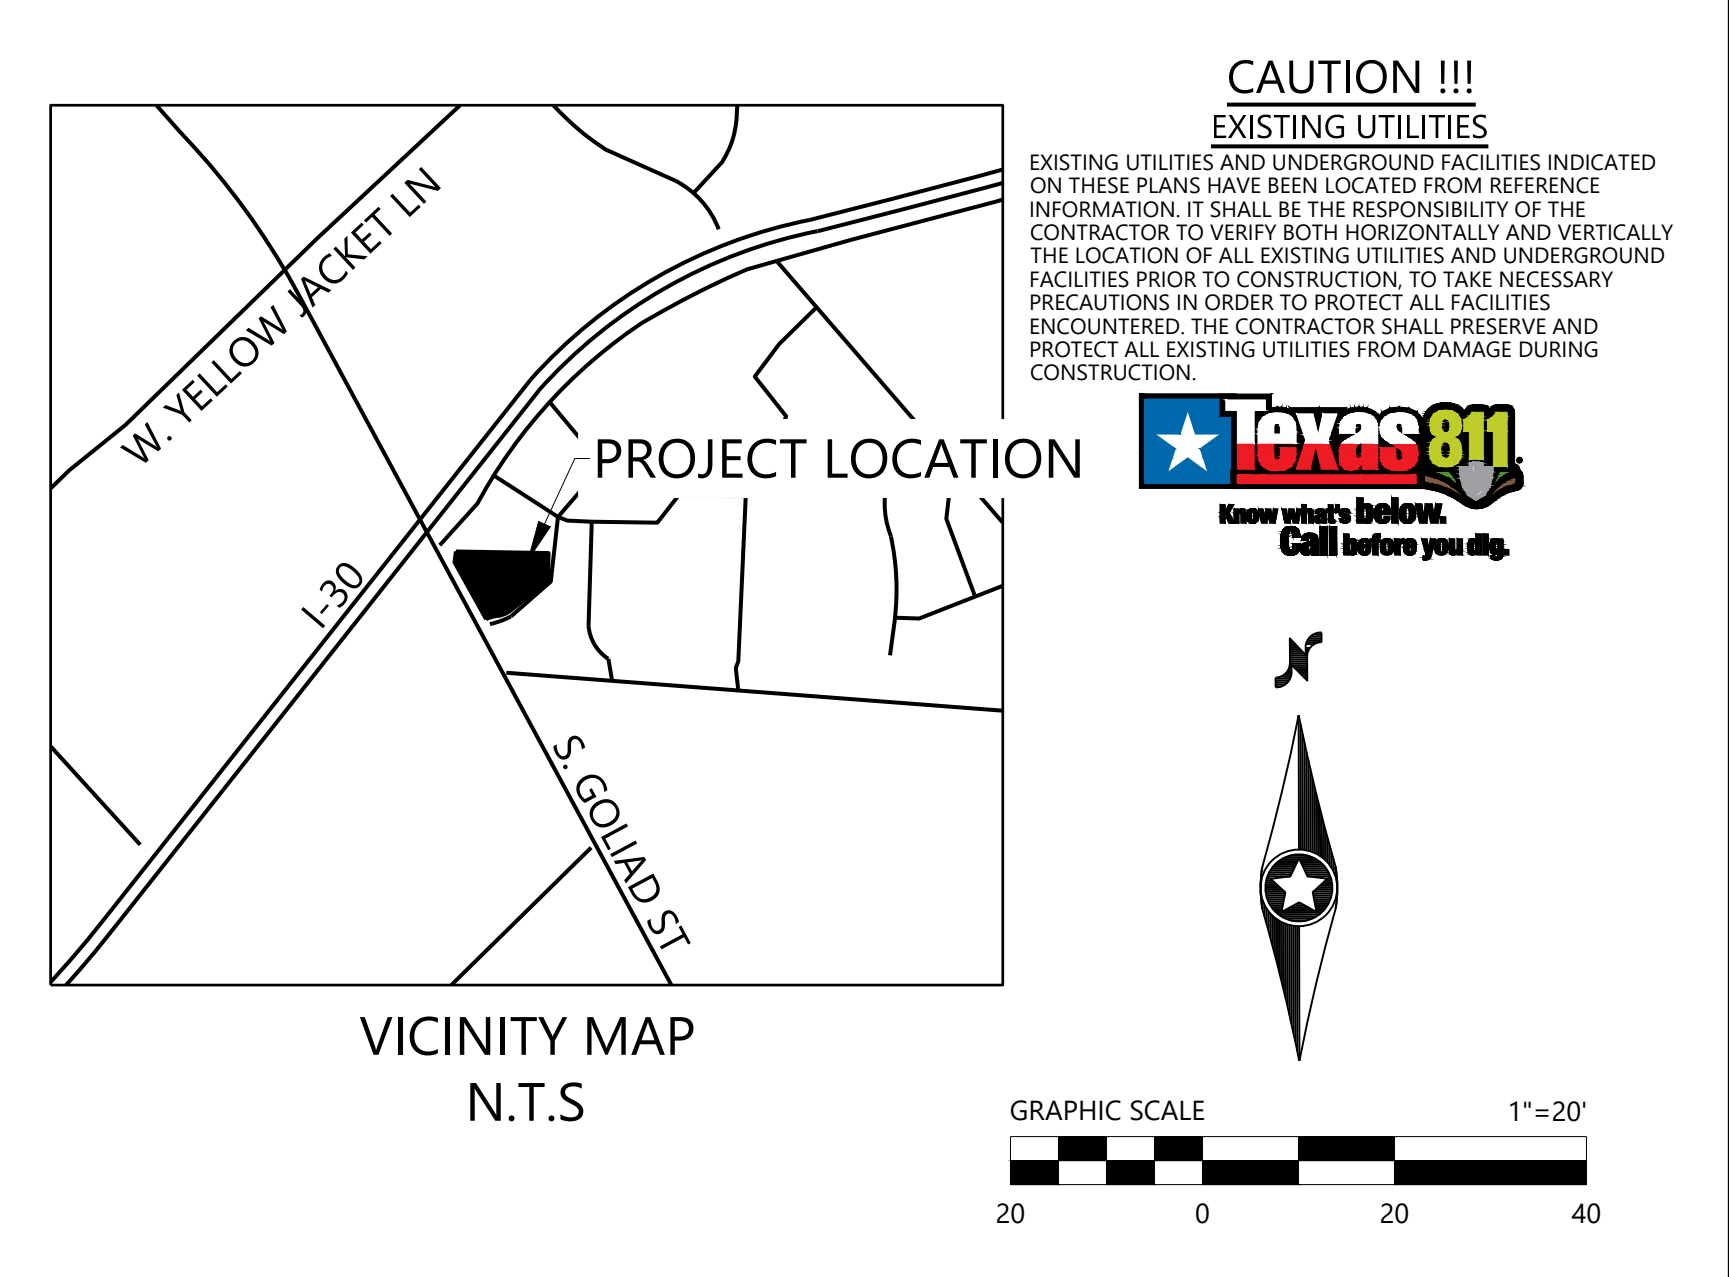 CAUTION !!!
EXISTING UTILITIES
EXISTING UTILITIES AND UNDERGROUND FACILITIES INDICATED
ON THESE PLANS HAVE BEEN LOCATED FROM REFERENCE
INFORMATION. IT SHALL BE THE RESPONSIBILITY OF THE
CONTRACTOR TO VERIFY BOTH HORIZONTALLY AND VERTICALLY
THE LOCATION OF ALL EXISTING UTILITIES AND UNDERGROUND
FACILITIES PRIOR TO CONSTRUCTION, TO TAKE NECESSARY
PRECAUTIONS IN ORDER TO PROTECT ALL FACILITIES
ENCOUNTERED. THE CONTRACTOR SHALL PRESERVE AND
PROTECT ALL EXISTING UTILITIES FROM DAMAGE DURING
CONSTRUCTION.
Texas811.
Know what's below.
Call before you dig.
W. YELLOW JACKET LN
PROJECT LOCATION
I-30
S. GOLIAD ST
VICINITY MAP
N.T.S
N
GRAPHIC SCALE 1"=20'
20 0 20 40